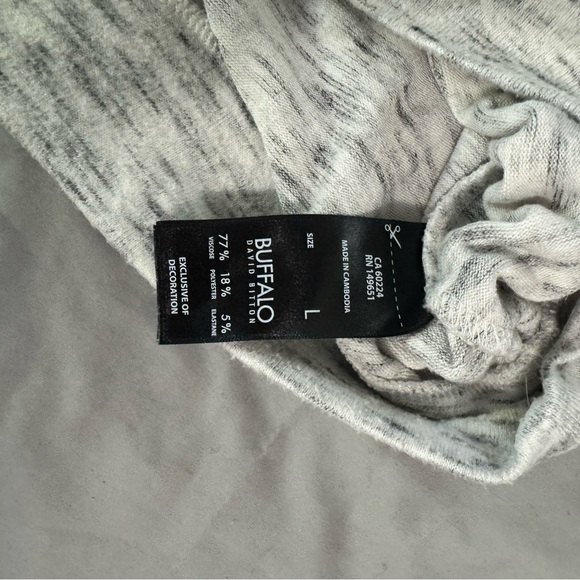 CA 60224
RN 149651
MADE IN CAMBODIA
SIZE L
BUFFALO
DAVID BITTON
77% 18% 5%
VISCOSE POLYESTER ELASTANE
EXCLUSIVE OF
DECORATION